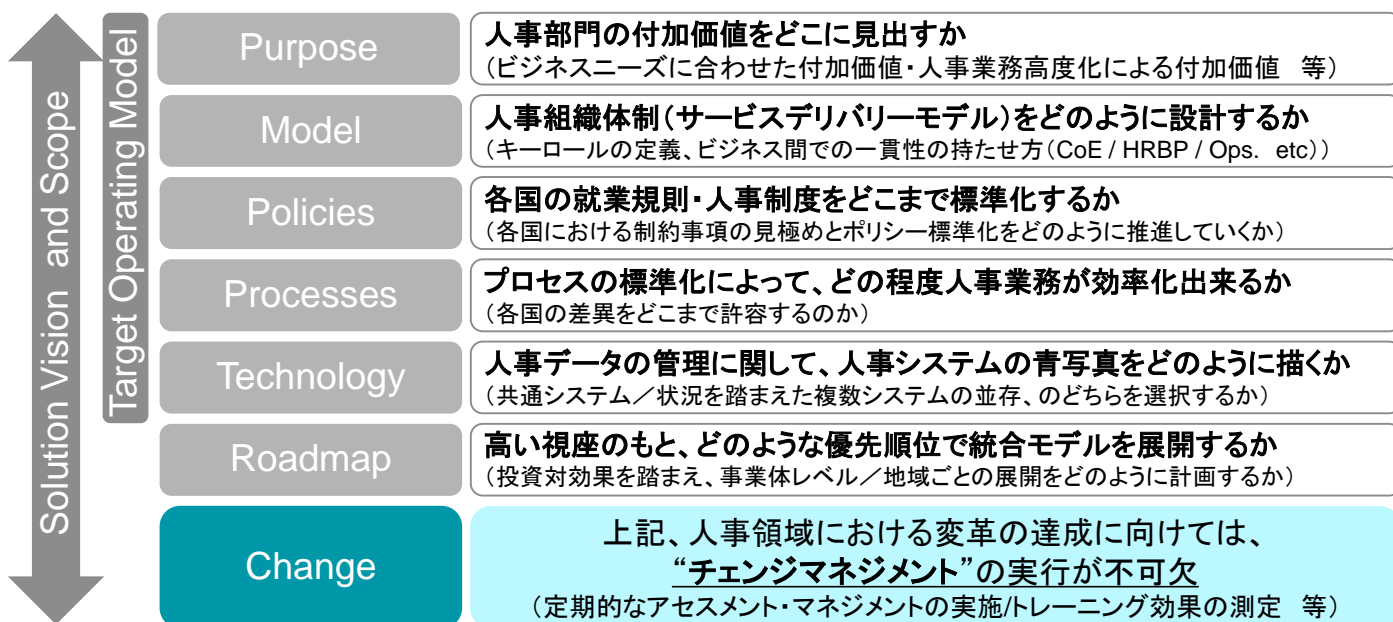 Solution Vision and Scope
Target Operating Model
Purpose
人事部門の付加価値をどこに見出すか
（ビジネスニーズに合わせた付加価値・人事業務高度化による付加価値　等）
Model
人事組織体制（サービスデリバリーモデル）をどのように設計するか
（キーロールの定義、ビジネス間での一貫性の持たせ方（CoE / HRBP / Ops. etc））
Policies
各国の就業規則・人事制度をどこまで標準化するか
（各国における制約事項の見極めとポリシー標準化をどのように推進していくか）
Processes
プロセスの標準化によって、どの程度人事業務が効率化出来るか
（各国の差異をどこまで許容するのか）
Technology
人事データの管理に関して、人事システムの青写真をどのように描くか
（共通システム／状況を踏まえた複数システムの並存、のどちらを選択するか）
Roadmap
高い視座のもと、どのような優先順位で統合モデルを展開するか
（投資対効果を踏まえ、事業体レベル／地域ごとの展開をどのように計画するか）
Change
上記、人事領域における変革の達成に向けては、
“チェンジマネジメント”の実行が不可欠
（定期的なアセスメント・マネジメントの実施/トレーニング効果の測定　等）